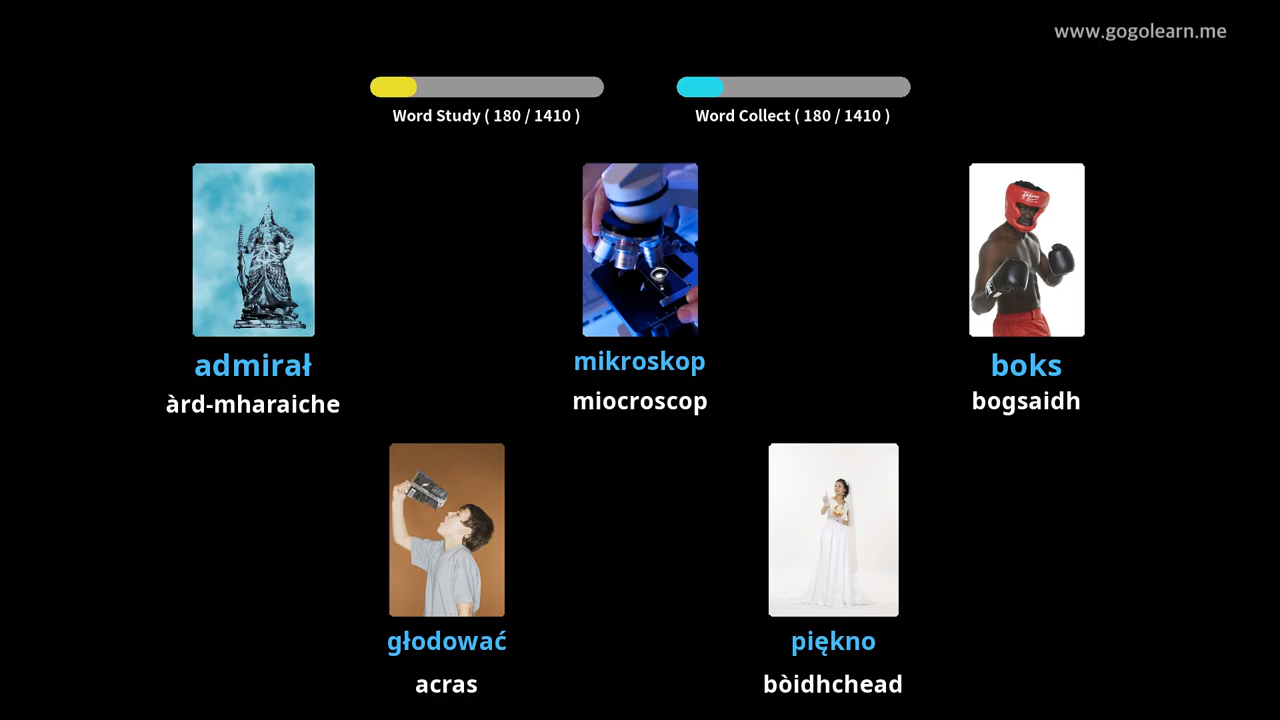 www.gogolearn.me
Word Study ( 180 / 1410 )
Word Collect ( 180 / 1410 )
admirał
àrd-mharaiche
mikroskop
miocroscop
boks
bogsaidh
głodować
acras
piękno
bòidhchead